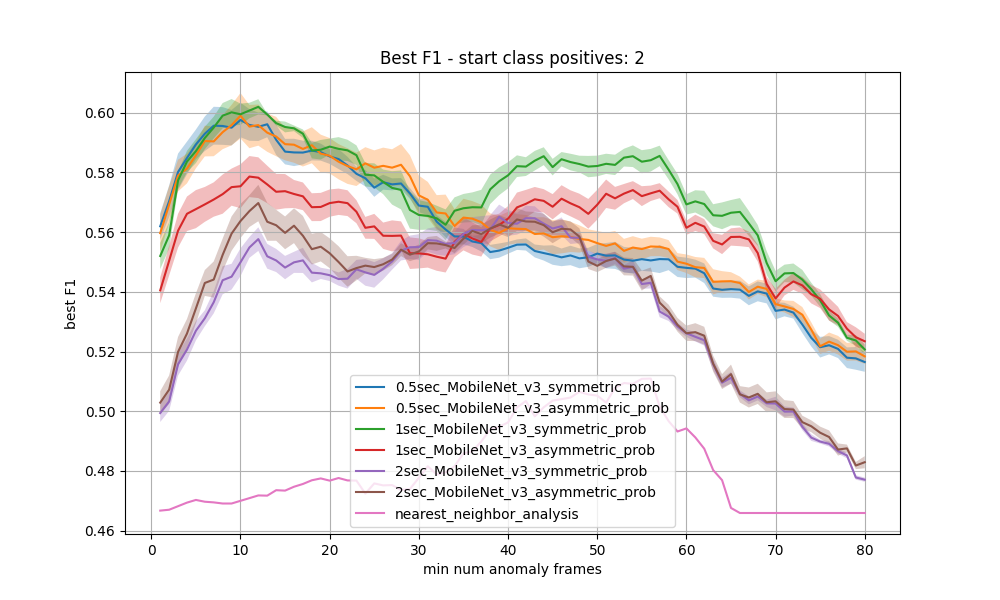 Best F1 - start class positives: 2
best F1
0.60
0.58
0.56
0.54
0.52
0.50
0.48
0.46
0.5sec_MobileNet_v3_symmetric_prob
0.5sec_MobileNet_v3_asymmetric_prob
1sec_MobileNet_v3_symmetric_prob
1sec_MobileNet_v3_asymmetric_prob
2sec_MobileNet_v3_symmetric_prob
2sec_MobileNet_v3_asymmetric_prob
nearest_neighbor_analysis
0 10 20 30 40 50 60 70 80
min num anomaly frames